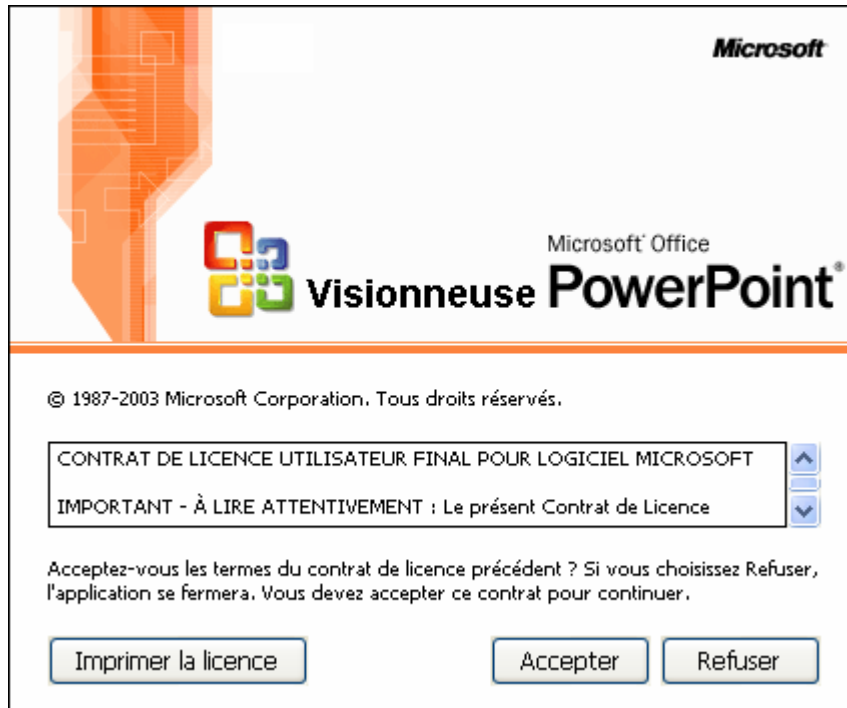 Microsoft
Microsoft Office
Visionneuse PowerPoint®
© 1987-2003 Microsoft Corporation. Tous droits réservés.
CONTRAT DE LICENCE UTILISATEUR FINAL POUR LOGICIEL MICROSOFT
IMPORTANT - À LIRE ATTENTIVEMENT : Le présent Contrat de Licence
Acceptez-vous les termes du contrat de licence précédent ? Si vous choisissez Refuser,
l'application se fermera. Vous devez accepter ce contrat pour continuer.
Imprimer la licence
Accepter
Refuser